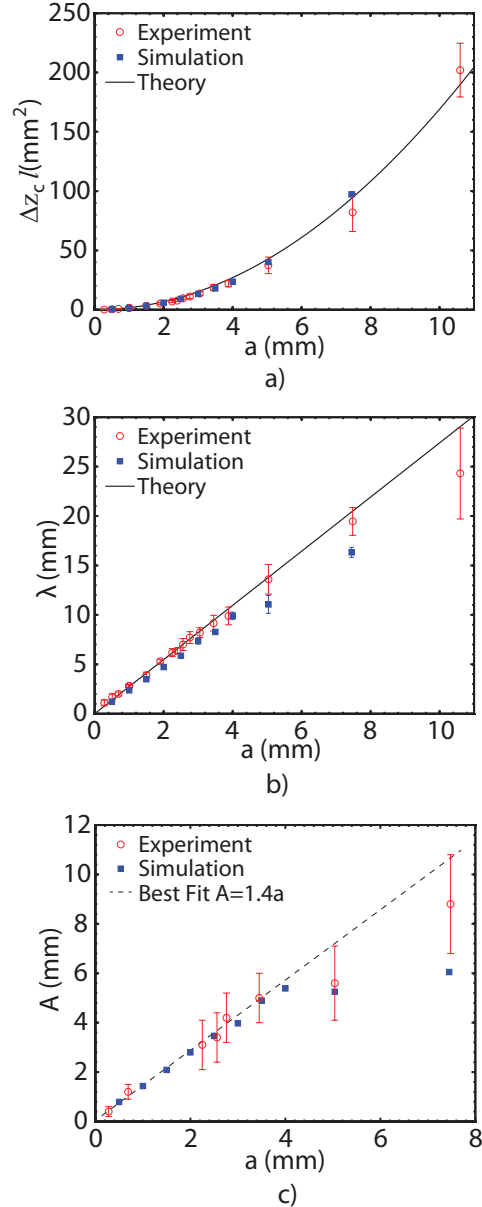 250
200
150
100
50
0
Δz_c l(mm²)
Experiment
Simulation
Theory
0 2 4 6 8 10
a (mm)
a)
30
25
20
15
10
5
0
λ (mm)
Experiment
Simulation
Theory
0 2 4 6 8 10
a (mm)
b)
12
10
8
6
4
2
0
A (mm)
Experiment
Simulation
Best Fit A=1.4a
0 2 4 6 8
a (mm)
c)